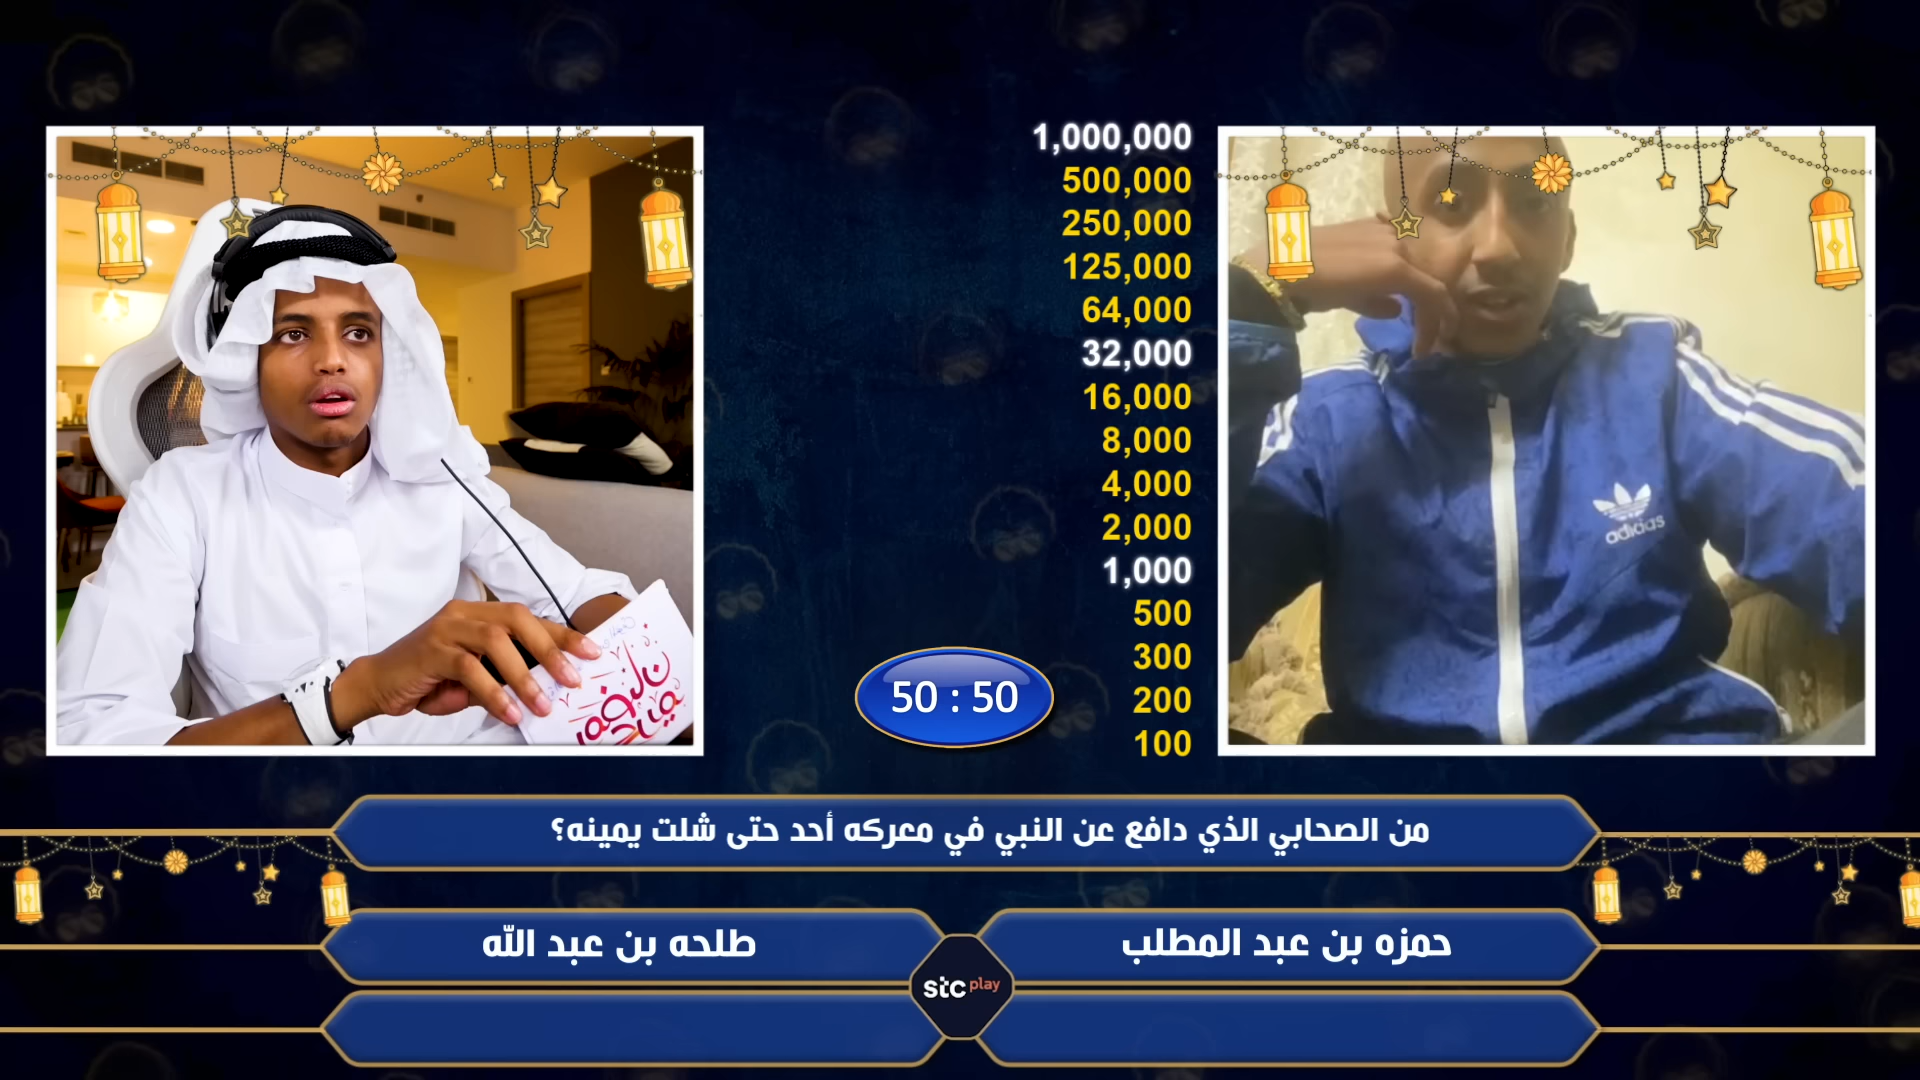 1,000,000
500,000
250,000
125,000
64,000
32,000
16,000
8,000
4,000
2,000
1,000
500
300
200
100
50 : 50
adidas
من الصحابي الذي دافع عن النبي في معركه أحد حتى شلت يمينه؟
حمزه بن عبد المطلب
طلحه بن عبد الله
stc play